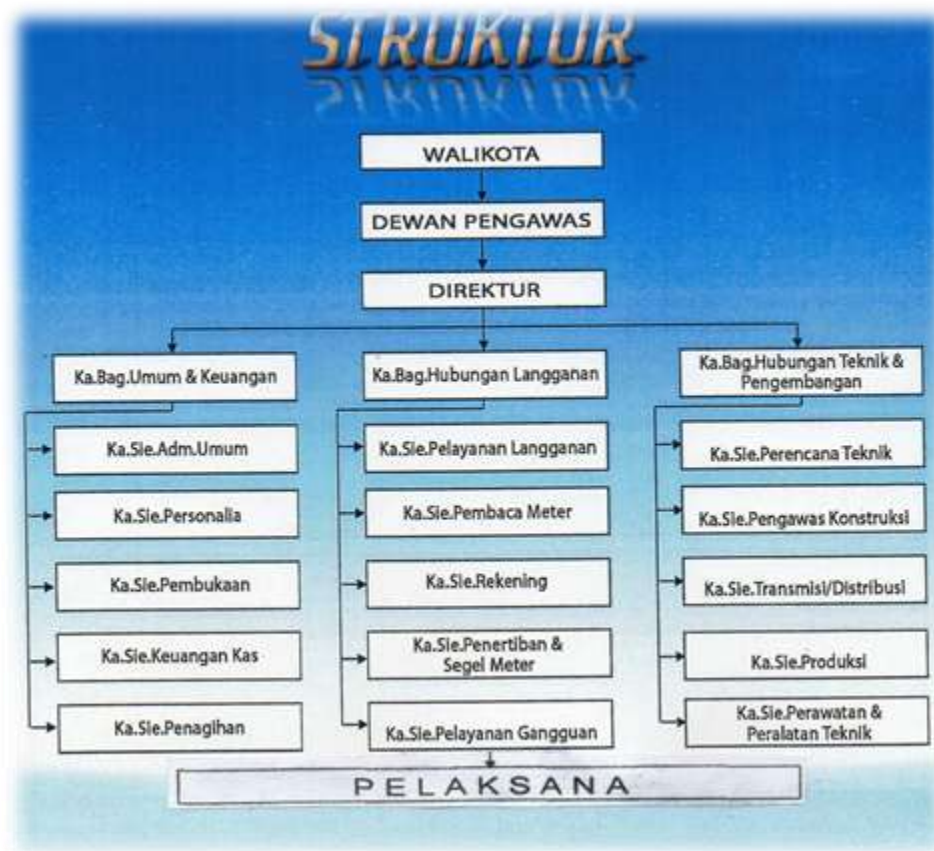 STRUKTUR
WALIKOTA
DEWAN PENGAWAS
DIREKTUR
Ka.Bag.Umum & Keuangan
Ka.Sie.Adm.Umum
Ka.Sie.Personalia
Ka.Sie.Pembukaan
Ka.Sie.Keuangan Kas
Ka.Sie.Penagihan
Ka.Bag.Hubungan Langganan
Ka.Sie.Pelayanan Langganan
Ka.Sie.Pembaca Meter
Ka.Sie.Rekening
Ka.Sie.Penertiban &
Segel Meter
Ka.Sie.Pelayanan Gangguan
Ka.Bag.Hubungan Teknik &
Pengembangan
Ka.Sie.Perencana Teknik
Ka.Sie.Pengawas Konstruksi
Ka.Sie.Transmisi/Distribusi
Ka.Sie.Produksi
Ka.Sie.Perawatan &
Peralatan Teknik
PELAKSANA